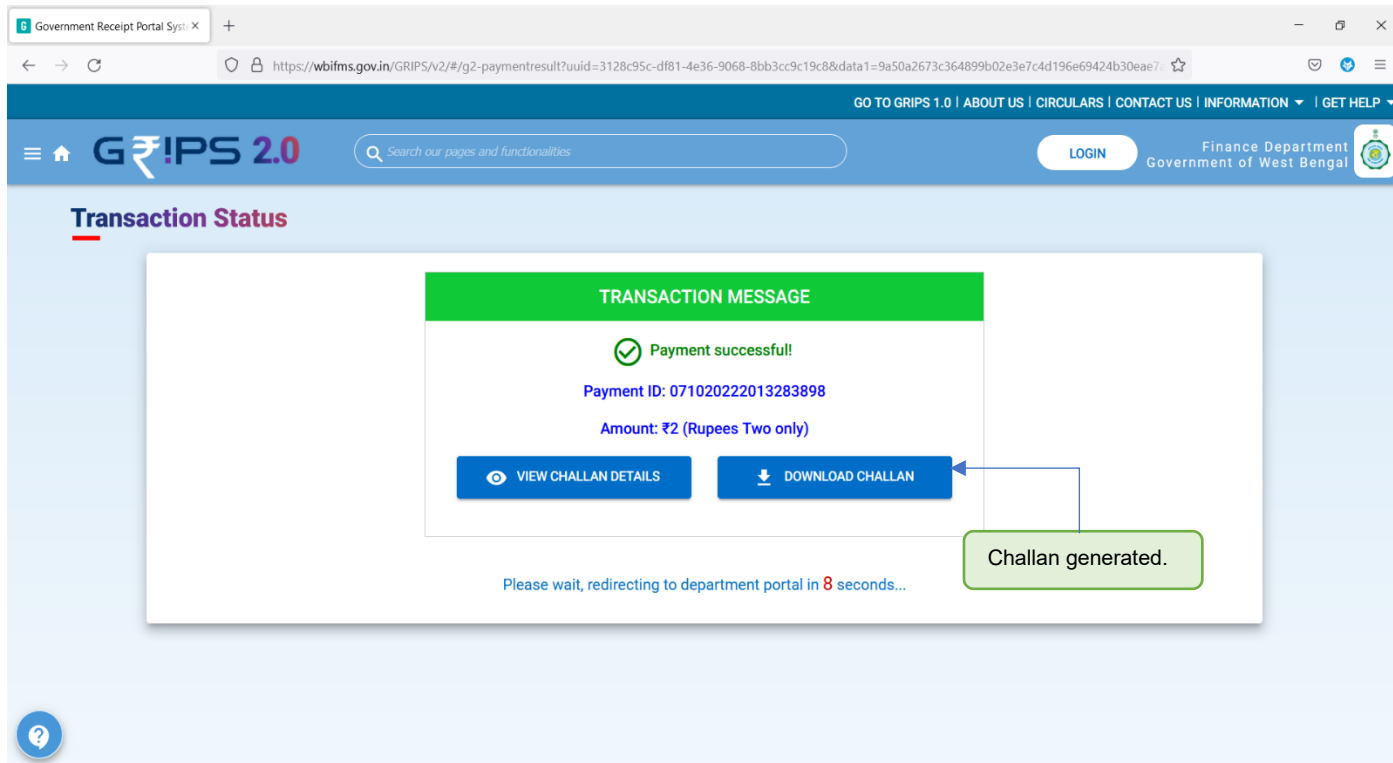 Government Receipt Portal Syst
https://wbifms.gov.in/GRIPS/v2/#/g2-paymentresult?uuid=3128c95c-df81-4e36-9068-8bb3cc9c19c8&data1=9a50a2673c364899b02e3e7c4d196e69424b30eae7
GO TO GRIPS 1.0 | ABOUT US | CIRCULARS | CONTACT US | INFORMATION | GET HELP
G₹!PS 2.0
Search our pages and functionalities
LOGIN
Finance Department
Government of West Bengal
Transaction Status
TRANSACTION MESSAGE
Payment successful!
Payment ID: 071020222013283898
Amount: ₹2 (Rupees Two only)
VIEW CHALLAN DETAILS
DOWNLOAD CHALLAN
Challan generated.
Please wait, redirecting to department portal in 8 seconds...